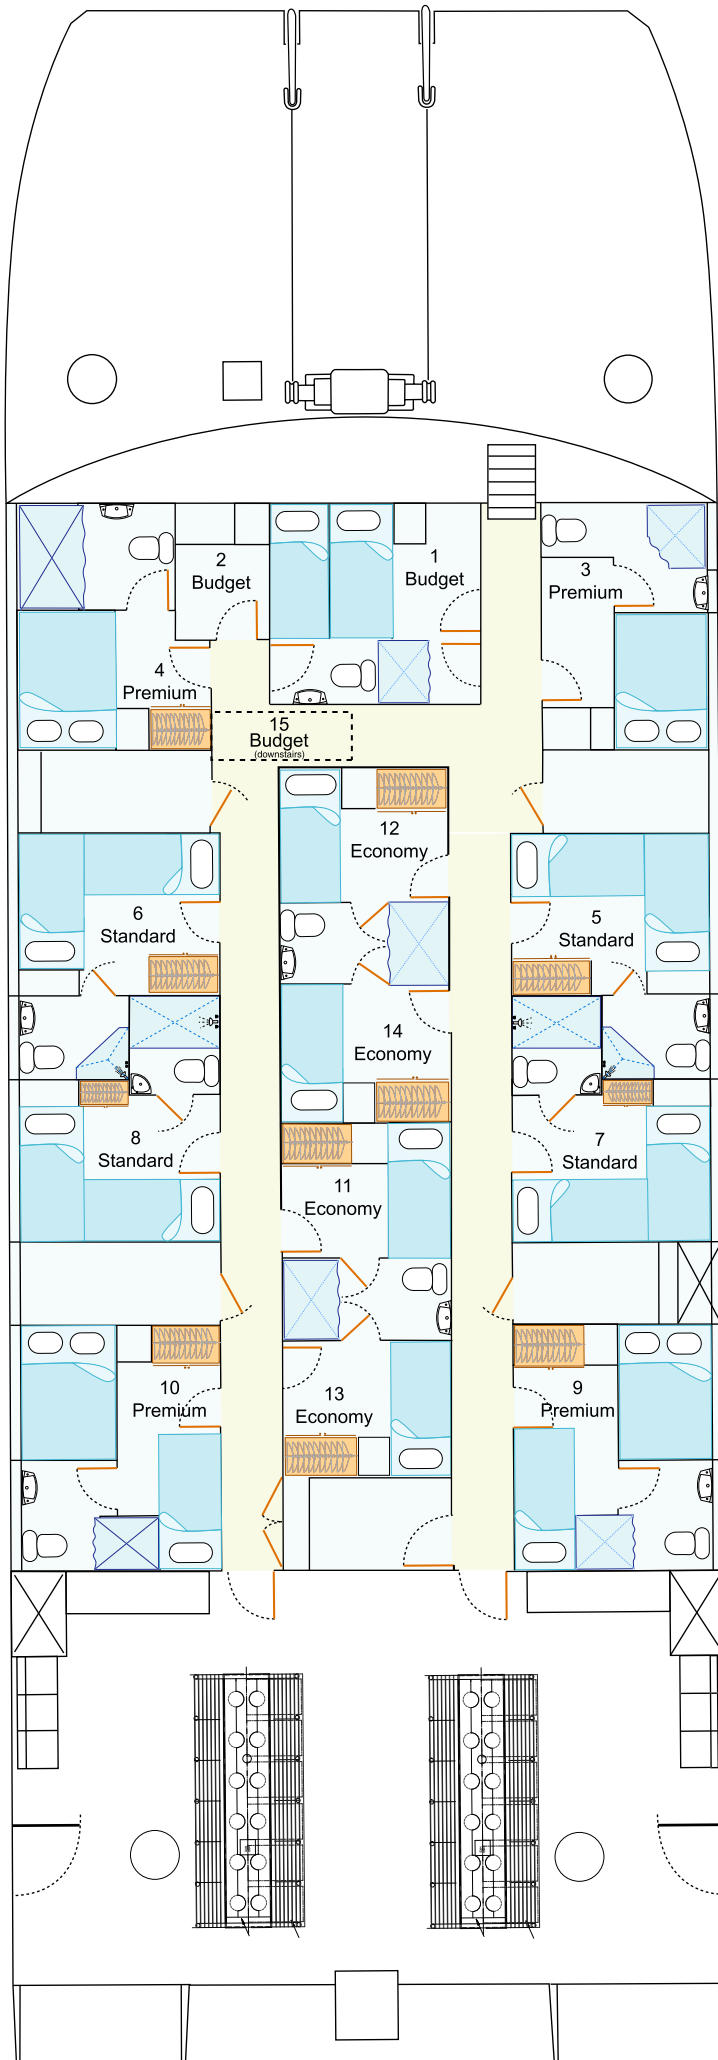 2
Budget
1
Budget
3
Premium
4
Premium
15
Budget
(downstairs)
12
Economy
6
Standard
5
Standard
14
Economy
8
Standard
7
Standard
11
Economy
10
Premium
9
Premium
13
Economy